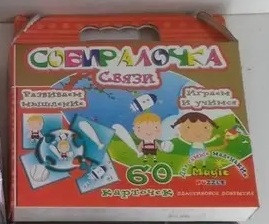 СОБИРАЛОЧКА
СВЯЗИ
Развиваем
мышление
Играем
и учимся
Magic
60
карточек